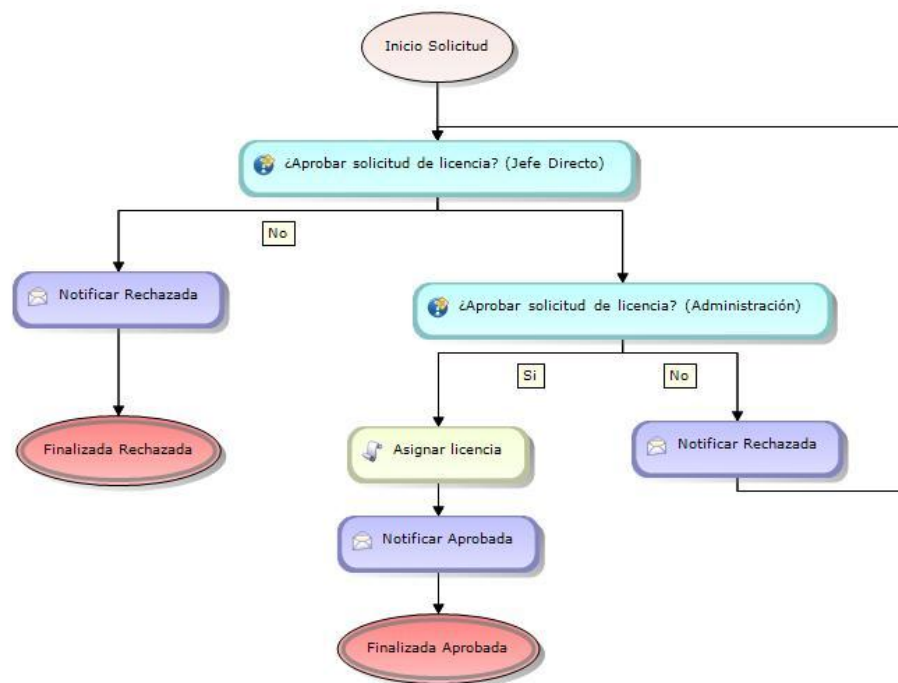 Inicio Solicitud
¿Aprobar solicitud de licencia? (Jefe Directo)
No
Notificar Rechazada
¿Aprobar solicitud de licencia? (Administración)
Si
No
Finalizada Rechazada
Asignar licencia
Notificar Rechazada
Notificar Aprobada
Finalizada Aprobada